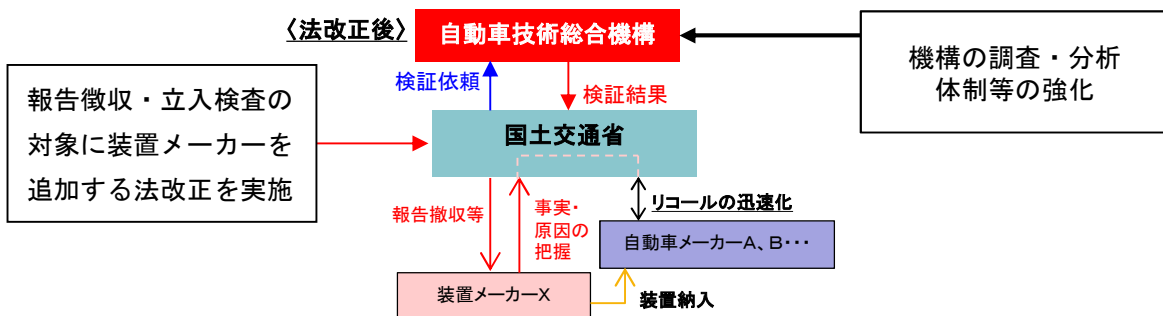 〈法改正後〉
自動車技術総合機構
機構の調査・分析
体制等の強化
検証依頼
検証結果
報告徴収・立入検査の
対象に装置メーカーを
追加する法改正を実施
国土交通省
報告撤収等
事実・
原因の
把握
リコールの迅速化
自動車メーカーA、B・・・
装置メーカーX
装置納入